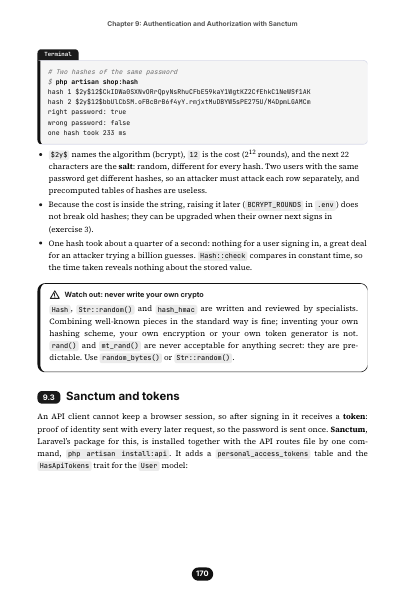 Chapter 9: Authentication and Authorization with Sanctum
Terminal
# Two hashes of the same password
$ php artisan shop:hash
hash 1 $2y$12$CkIDWa0SXNvORrQpyNsRhuCFbE59kaY1WgtKZ2CfEhkC1NeWSf1AK
hash 2 $2y$12$bbUlCbSM.oFBcBrB6f4yY.rmjxtMuDBYW5sPE275U/M4DpmL0AMCm
right password: true
wrong password: false
one hash took 233 ms
• $2y$ names the algorithm (bcrypt), 12 is the cost (2¹² rounds), and the next 22
characters are the salt: random, different for every hash. Two users with the same
password get different hashes, so an attacker must attack each row separately, and
precomputed tables of hashes are useless.
• Because the cost is inside the string, raising it later (BCRYPT_ROUNDS in .env) does
not break old hashes; they can be upgraded when their owner next signs in
(exercise 3).
• One hash took about a quarter of a second: nothing for a user signing in, a great deal
for an attacker trying a billion guesses. Hash::check compares in constant time, so
the time taken reveals nothing about the stored value.
Watch out: never write your own crypto
Hash, Str::random() and hash_hmac are written and reviewed by specialists.
Combining well-known pieces in the standard way is fine; inventing your own
hashing scheme, your own encryption or your own token generator is not.
rand() and mt_rand() are never acceptable for anything secret: they are pre-
dictable. Use random_bytes() or Str::random().
9.3 Sanctum and tokens
An API client cannot keep a browser session, so after signing in it receives a token:
proof of identity sent with every later request, so the password is sent once. Sanctum,
Laravel's package for this, is installed together with the API routes file by one com-
mand, php artisan install:api. It adds a personal_access_tokens table and the
HasApiTokens trait for the User model:
170